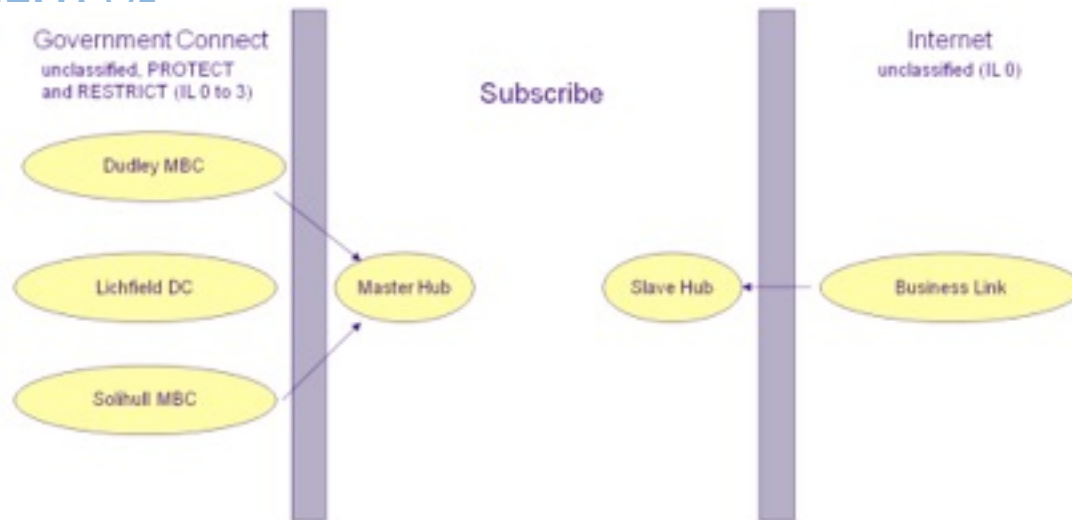 Government Connect
unclassified, PROTECT
and RESTRICT (IL 0 to 3)
Subscribe
Internet
unclassified (IL 0)
Dudley MBC
Lichfield DC
Master Hub
Slave Hub
Business Link
Solihull MBC